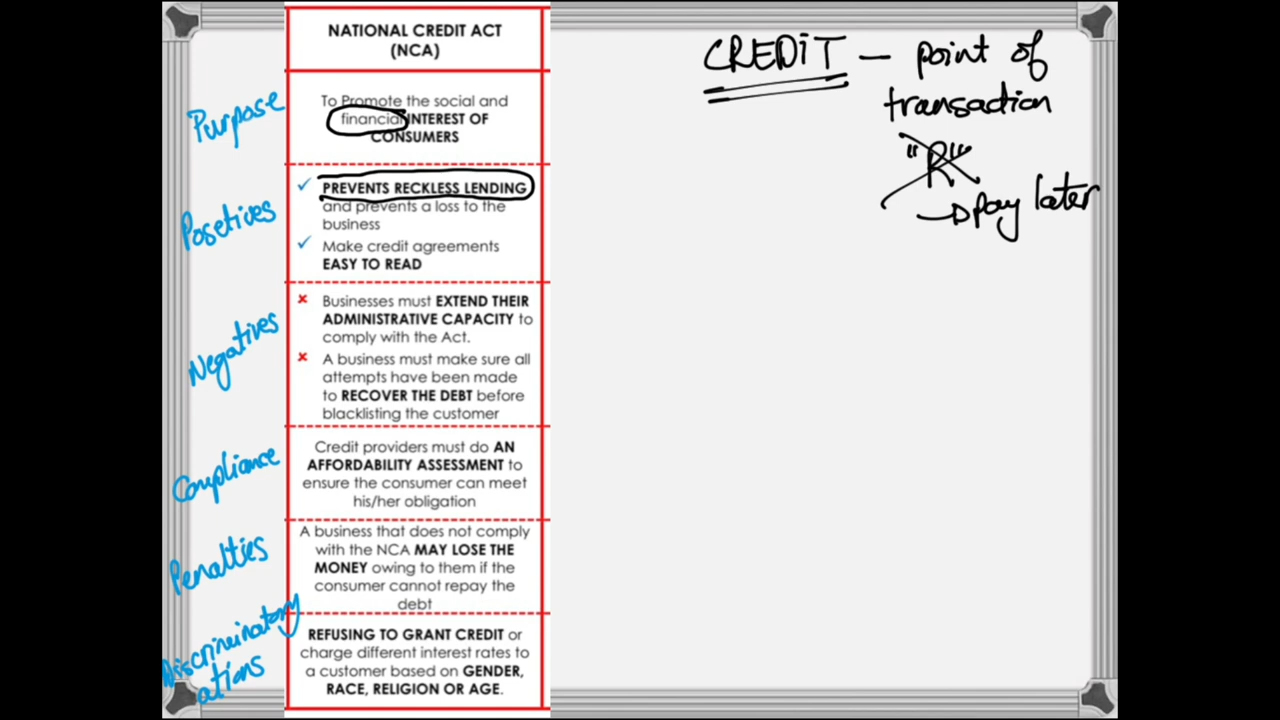 NATIONAL CREDIT ACT
(NCA)
Purpose
To Promote the social and
financial INTEREST OF
CONSUMERS
Posetives
✓ PREVENTS RECKLESS LENDING
and prevents a loss to the
business
✓ Make credit agreements
EASY TO READ
Negatives
✘ Businesses must EXTEND THEIR
ADMINISTRATIVE CAPACITY to
comply with the Act.
✘ A business must make sure all
attempts have been made
to RECOVER THE DEBT before
blacklisting the customer
Compliance
Credit providers must do AN
AFFORDABILITY ASSESSMENT to
ensure the consumer can meet
his/her obligation
Penalties
A business that does not comply
with the NCA MAY LOSE THE
MONEY owing to them if the
consumer cannot repay the
debt
Discriminatory
ations
REFUSING TO GRANT CREDIT or
charge different interest rates to
a customer based on GENDER,
RACE, RELIGION OR AGE.
CREDIT — point of
transaction
"R"
→ pay later